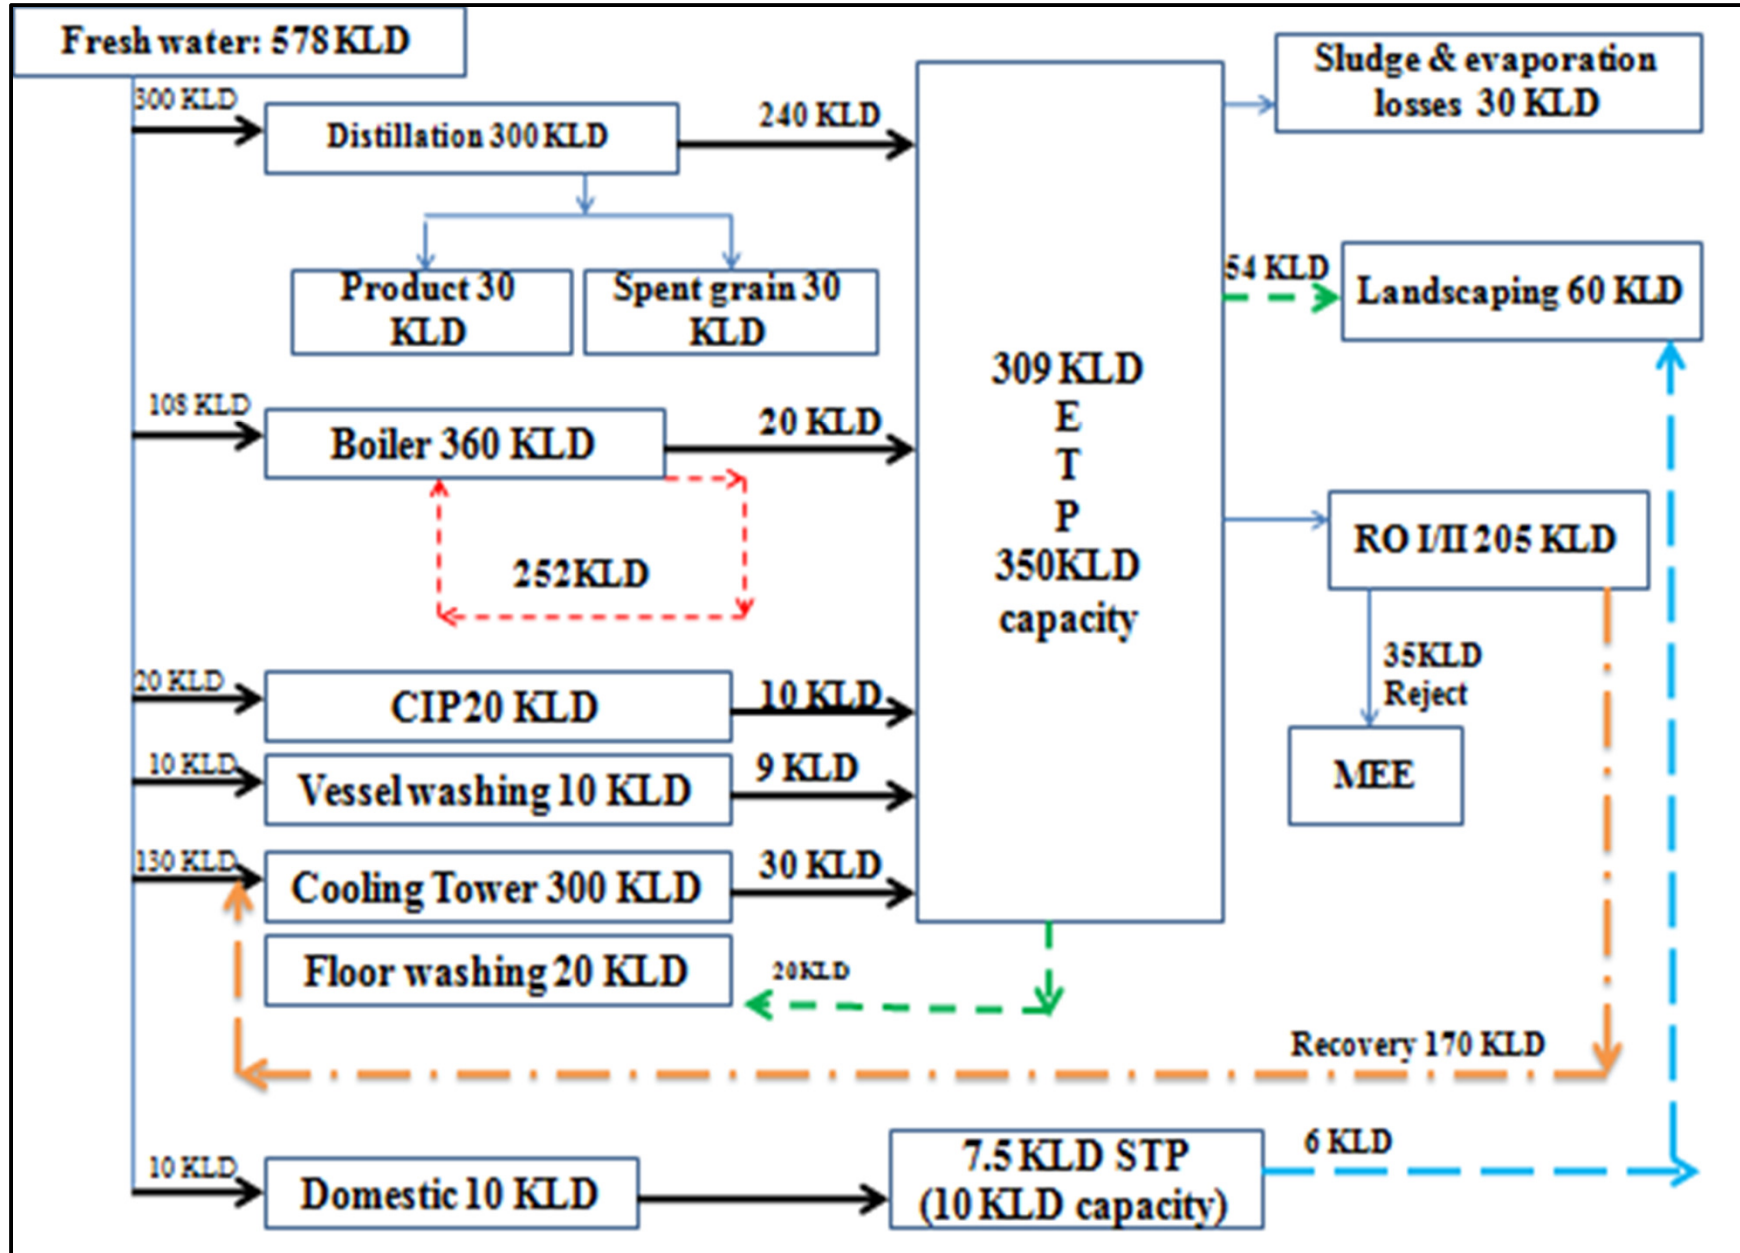 Fresh water: 578 KLD
300 KLD
Distillation 300 KLD
240 KLD
Sludge & evaporation
losses 30 KLD
Product 30
KLD
Spent grain 30
KLD
54 KLD
Landscaping 60 KLD
309 KLD
E
T
P
350KLD
capacity
108 KLD
Boiler 360 KLD
20 KLD
252KLD
RO I/II 205 KLD
35KLD
Reject
MEE
20 KLD
CIP20 KLD
10 KLD
10 KLD
Vessel washing 10 KLD
9 KLD
130 KLD
Cooling Tower 300 KLD
30 KLD
Floor washing 20 KLD
20KLD
Recovery 170 KLD
10 KLD
Domestic 10 KLD
7.5 KLD STP
(10 KLD capacity)
6 KLD